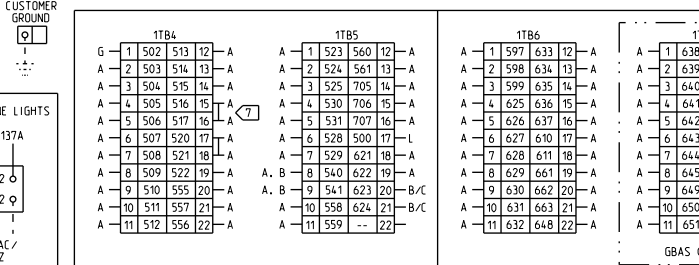 CUSTOMER
GROUND
1TB4
G 1 502 513 12 A
A 2 503 514 13 A
A 3 504 515 14 A
A 4 505 516 15 A
A 5 506 517 16 A
A 6 507 520 17 A
A 7 508 521 18 A
A 8 509 522 19 A
A 9 510 555 20 A
A 10 511 557 21 A
A 11 512 556 22 A
7
1TB5
A 1 523 560 12 A
A 2 524 561 13 A
A 3 525 705 14 A
A 4 530 706 15 A
A 5 531 707 16 A
A 6 528 500 17 L
A 7 529 621 18 A
A. B 8 540 622 19 A
A. B 9 541 623 20 B/C
A 10 558 624 21 B/C
A 11 559 -- 22
1TB6
A 1 597 633 12 A
A 2 598 634 13 A
A 3 599 635 14 A
A 4 625 636 15 A
A 5 626 637 16 A
A 6 627 610 17 A
A 7 628 611 18 A
A 8 629 661 19 A
A 9 630 662 20 A
A 10 631 663 21 A
A 11 632 648 22 A
A 1 638
A 2 639
A 3 640
A 4 641
A 5 642
A 6 643
A 7 644
A 8 645
A 9 649
A 10 650
A 11 651
GBAS
LIGHTS
137A
2
2
AC/
Z